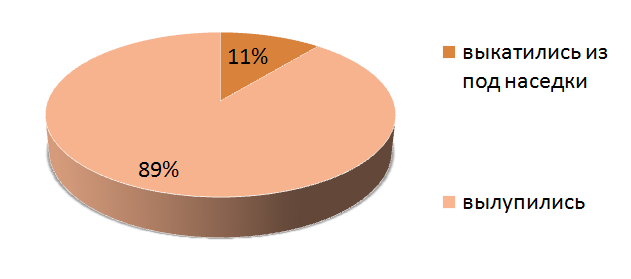 11%
89%
выкатились из
под наседки
вылупились